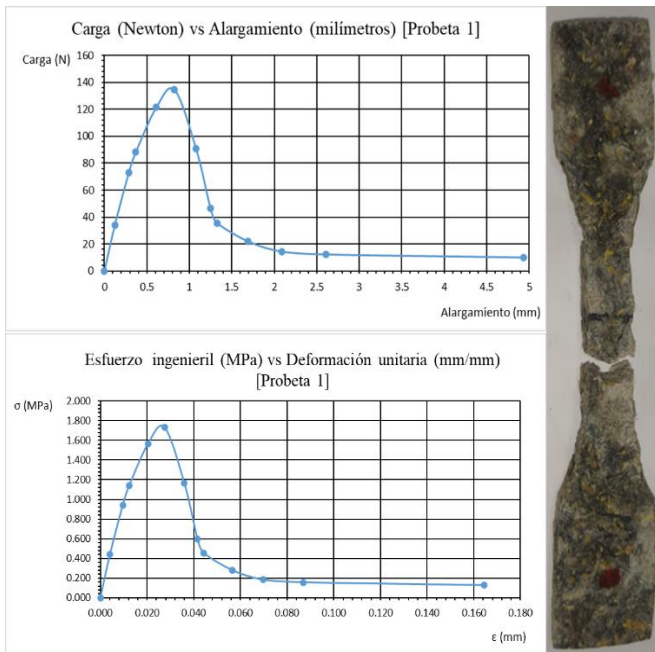 Carga (Newton) vs Alargamiento (milímetros) [Probeta 1]
Carga (N)
160
140
120
100
80
60
40
20
0
0 0.5 1 1.5 2 2.5 3 3.5 4 4.5 5
Alargamiento (mm)
Esfuerzo ingenieril (MPa) vs Deformación unitaria (mm/mm)
[Probeta 1]
σ (MPa)
2.000
1.800
1.600
1.400
1.200
1.000
0.800
0.600
0.400
0.200
0.000
0.000 0.020 0.040 0.060 0.080 0.100 0.120 0.140 0.160 0.180
ε (mm)